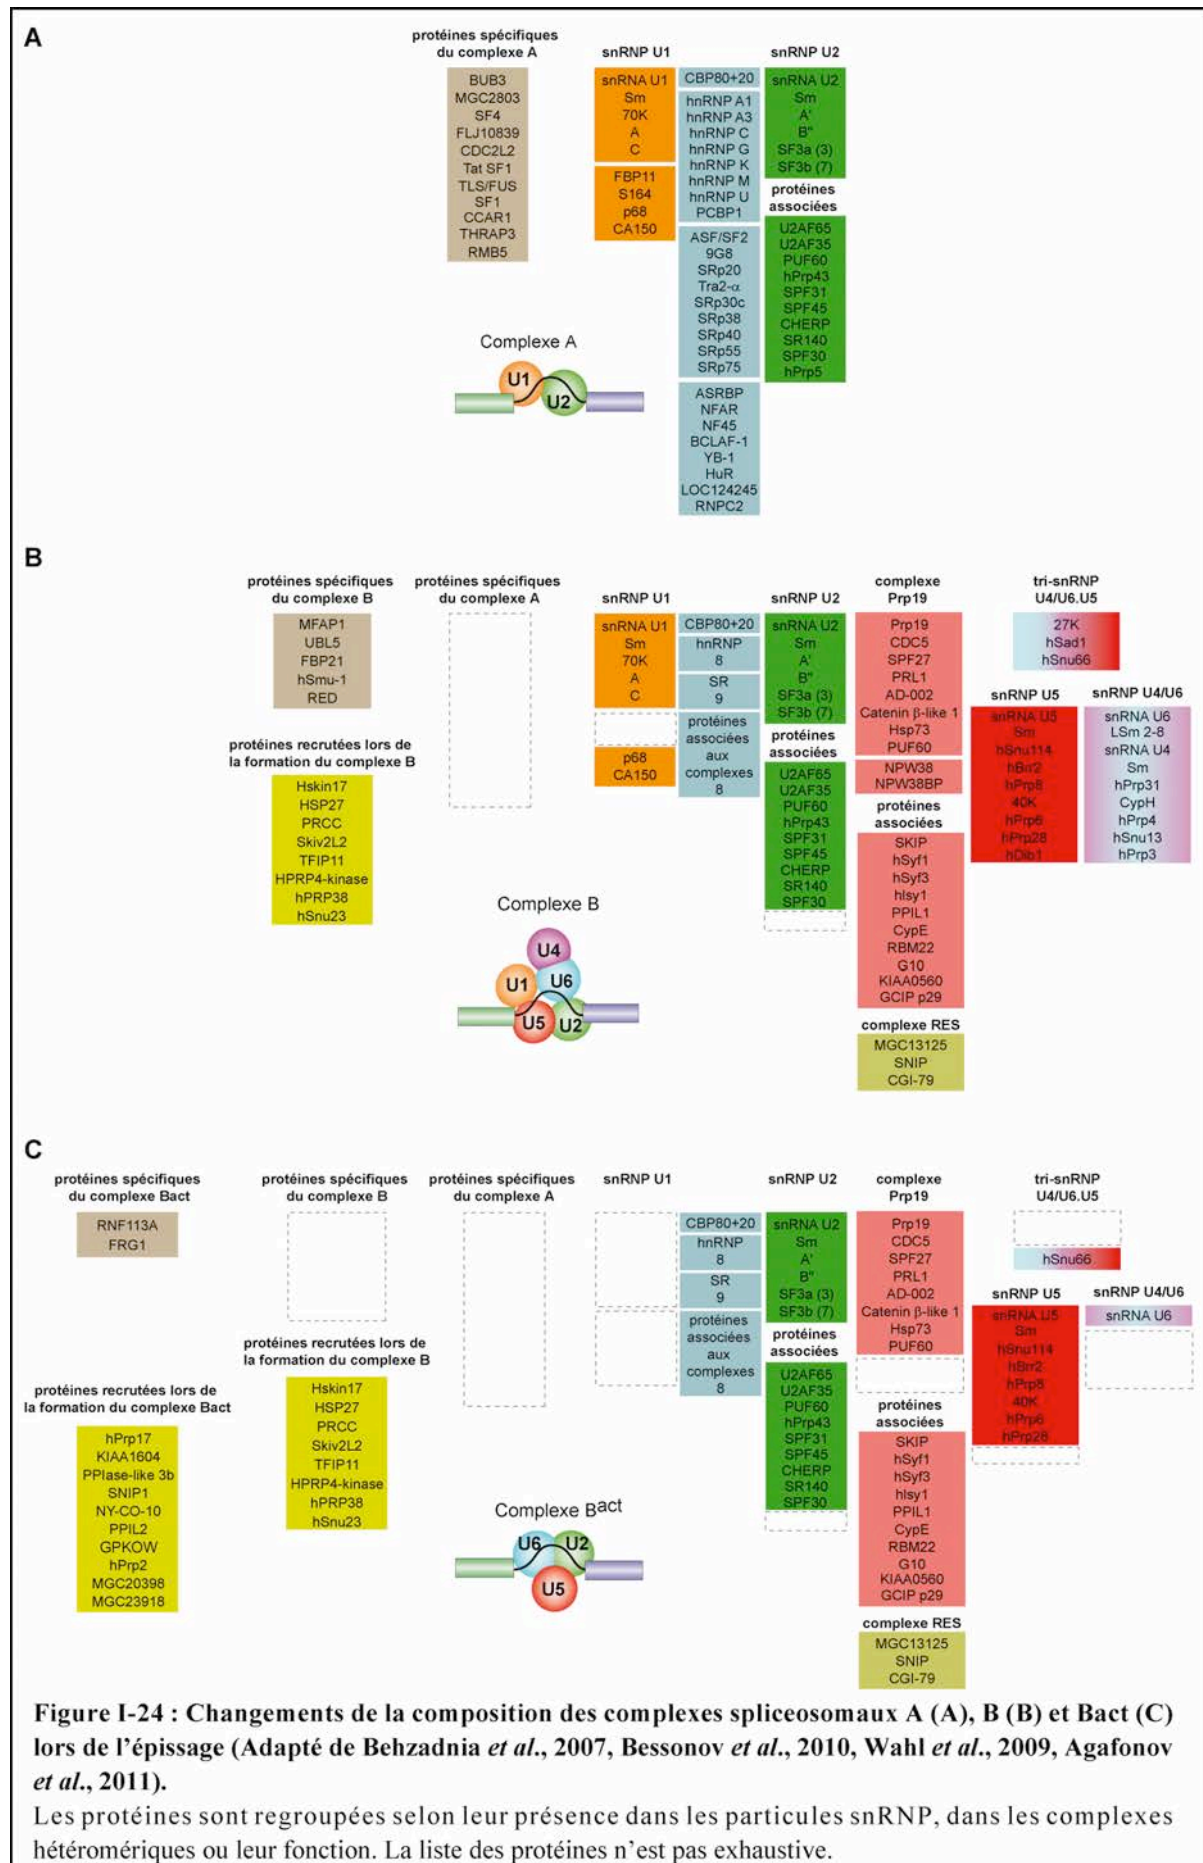 A
protéines spécifiques
du complexe A
BUB3
MGC2803
SF4
FLJ10839
CDC2L2
Tat SF1
TLS/FUS
SF1
CCAR1
THRAP3
RMB5
snRNP U1
snRNA U1
Sm
70K
A
C
FBP11
S164
p68
CA150
CBP80+20
hnRNP A1
hnRNP A3
hnRNP C
hnRNP G
hnRNP K
hnRNP M
hnRNP U
PCBP1
ASF/SF2
9G8
SRp20
Tra2-α
SRp30c
SRp38
SRp40
SRp55
SRp75
ASRBP
NFAR
NF45
BCLAF-1
YB-1
HuR
LOC124245
RNPC2
snRNP U2
snRNA U2
Sm
A'
B"
SF3a (3)
SF3b (7)
protéines
associées
U2AF65
U2AF35
PUF60
hPrp43
SPF31
SPF45
CHERP
SR140
SPF30
hPrp5
Complexe A
U1
U2
B
protéines spécifiques
du complexe B
MFAP1
UBL5
FBP21
hSmu-1
RED
protéines recrutées lors de
la formation du complexe B
Hskin17
HSP27
PRCC
Skiv2L2
TFIP11
HPRP4-kinase
hPRP38
hSnu23
protéines spécifiques
du complexe A
snRNP U1
snRNA U1
Sm
70K
A
C
p68
CA150
CBP80+20
hnRNP
8
SR
9
protéines
associées
aux
complexes
8
snRNP U2
snRNA U2
Sm
A'
B"
SF3a (3)
SF3b (7)
protéines
associées
U2AF65
U2AF35
PUF60
hPrp43
SPF31
SPF45
CHERP
SR140
SPF30
complexe
Prp19
Prp19
CDC5
SPF27
PRL1
AD-002
Catenin β-like 1
Hsp73
PUF60
NPW38
NPW38BP
protéines
associées
SKIP
hSyf1
hSyf3
hIsy1
PPIL1
CypE
RBM22
G10
KIAA0560
GCIP p29
complexe RES
MGC13125
SNIP
CGI-79
tri-snRNP
U4/U6.U5
27K
hSad1
hSnu66
snRNP U5
snRNA U5
Sm
hSnu114
hBrr2
hPrp8
40K
hPrp6
hPrp28
hDib1
snRNP U4/U6
snRNA U6
LSm 2-8
snRNA U4
Sm
hPrp31
CypH
hPrp4
hSnu13
hPrp3
Complexe B
U4
U1
U6
U5
U2
C
protéines spécifiques
du complexe Bact
RNF113A
FRG1
protéines recrutées lors de
la formation du complexe Bact
hPrp17
KIAA1604
PPIase-like 3b
SNIP1
NY-CO-10
PPIL2
GPKOW
hPrp2
MGC20398
MGC23918
protéines spécifiques
du complexe B
protéines recrutées lors de
la formation du complexe B
Hskin17
HSP27
PRCC
Skiv2L2
TFIP11
HPRP4-kinase
hPRP38
hSnu23
protéines spécifiques
du complexe A
snRNP U1
CBP80+20
hnRNP
8
SR
9
protéines
associées
aux
complexes
8
snRNP U2
snRNA U2
Sm
A'
B"
SF3a (3)
SF3b (7)
protéines
associées
U2AF65
U2AF35
PUF60
hPrp43
SPF31
SPF45
CHERP
SR140
SPF30
complexe
Prp19
Prp19
CDC5
SPF27
PRL1
AD-002
Catenin β-like 1
Hsp73
PUF60
protéines
associées
SKIP
hSyf1
hSyf3
hIsy1
PPIL1
CypE
RBM22
G10
KIAA0560
GCIP p29
complexe RES
MGC13125
SNIP
CGI-79
tri-snRNP
U4/U6.U5
hSnu66
snRNP U5
snRNA U5
Sm
hSnu114
hBrr2
hPrp8
40K
hPrp6
hPrp28
snRNP U4/U6
snRNA U6
Complexe Bact
U6
U2
U5
Figure I-24 : Changements de la composition des complexes spliceosomaux A (A), B (B) et Bact (C)
lors de l'épissage (Adapté de Behzadnia et al., 2007, Bessonov et al., 2010, Wahl et al., 2009, Agafonov
et al., 2011).
Les protéines sont regroupées selon leur présence dans les particules snRNP, dans les complexes
hétéromériques ou leur fonction. La liste des protéines n'est pas exhaustive.